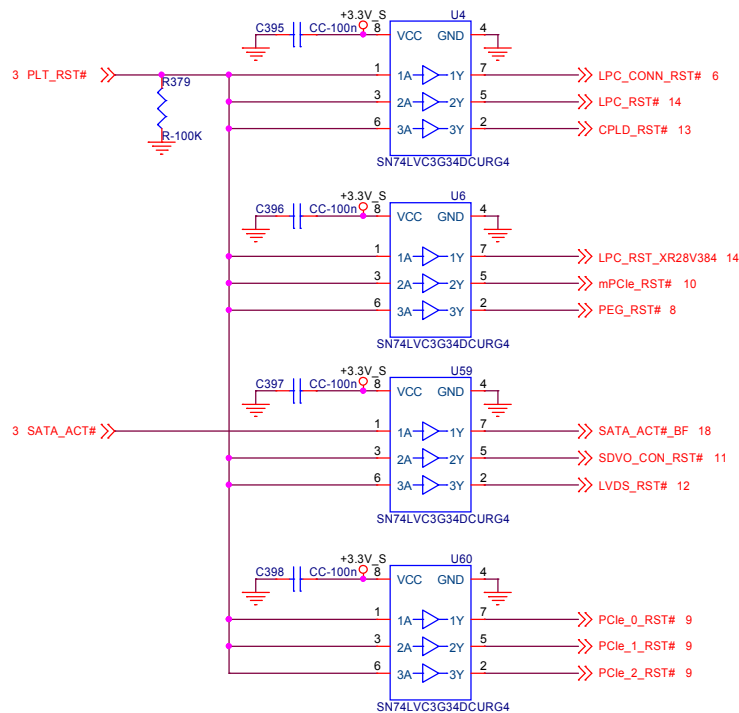 +3.3V_S U4
C395 CC-100n 8 VCC GND 4
3 PLT_RST# 1 1A 1Y 7 LPC_CONN_RST# 6
R379
3 2A 2Y 5 LPC_RST# 14
6 3A 3Y 2 CPLD_RST# 13
R-100K
SN74LVC3G34DCURG4
+3.3V_S U6
C396 CC-100n 8 VCC GND 4
1 1A 1Y 7 LPC_RST_XR28V384 14
3 2A 2Y 5 mPCIe_RST# 10
6 3A 3Y 2 PEG_RST# 8
SN74LVC3G34DCURG4
+3.3V_S U59
C397 CC-100n 8 VCC GND 4
3 SATA_ACT# 1 1A 1Y 7 SATA_ACT#_BF 18
3 2A 2Y 5 SDVO_CON_RST# 11
6 3A 3Y 2 LVDS_RST# 12
SN74LVC3G34DCURG4
+3.3V_S U60
C398 CC-100n 8 VCC GND 4
1 1A 1Y 7 PCIe_0_RST# 9
3 2A 2Y 5 PCIe_1_RST# 9
6 3A 3Y 2 PCIe_2_RST# 9
SN74LVC3G34DCURG4